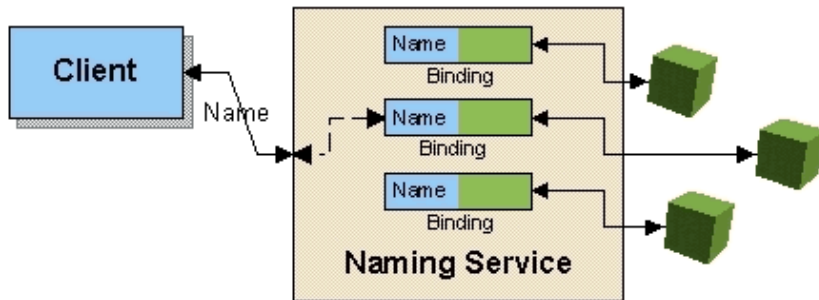 Client
Name
Name
Binding
Name
Binding
Name
Binding
Naming Service